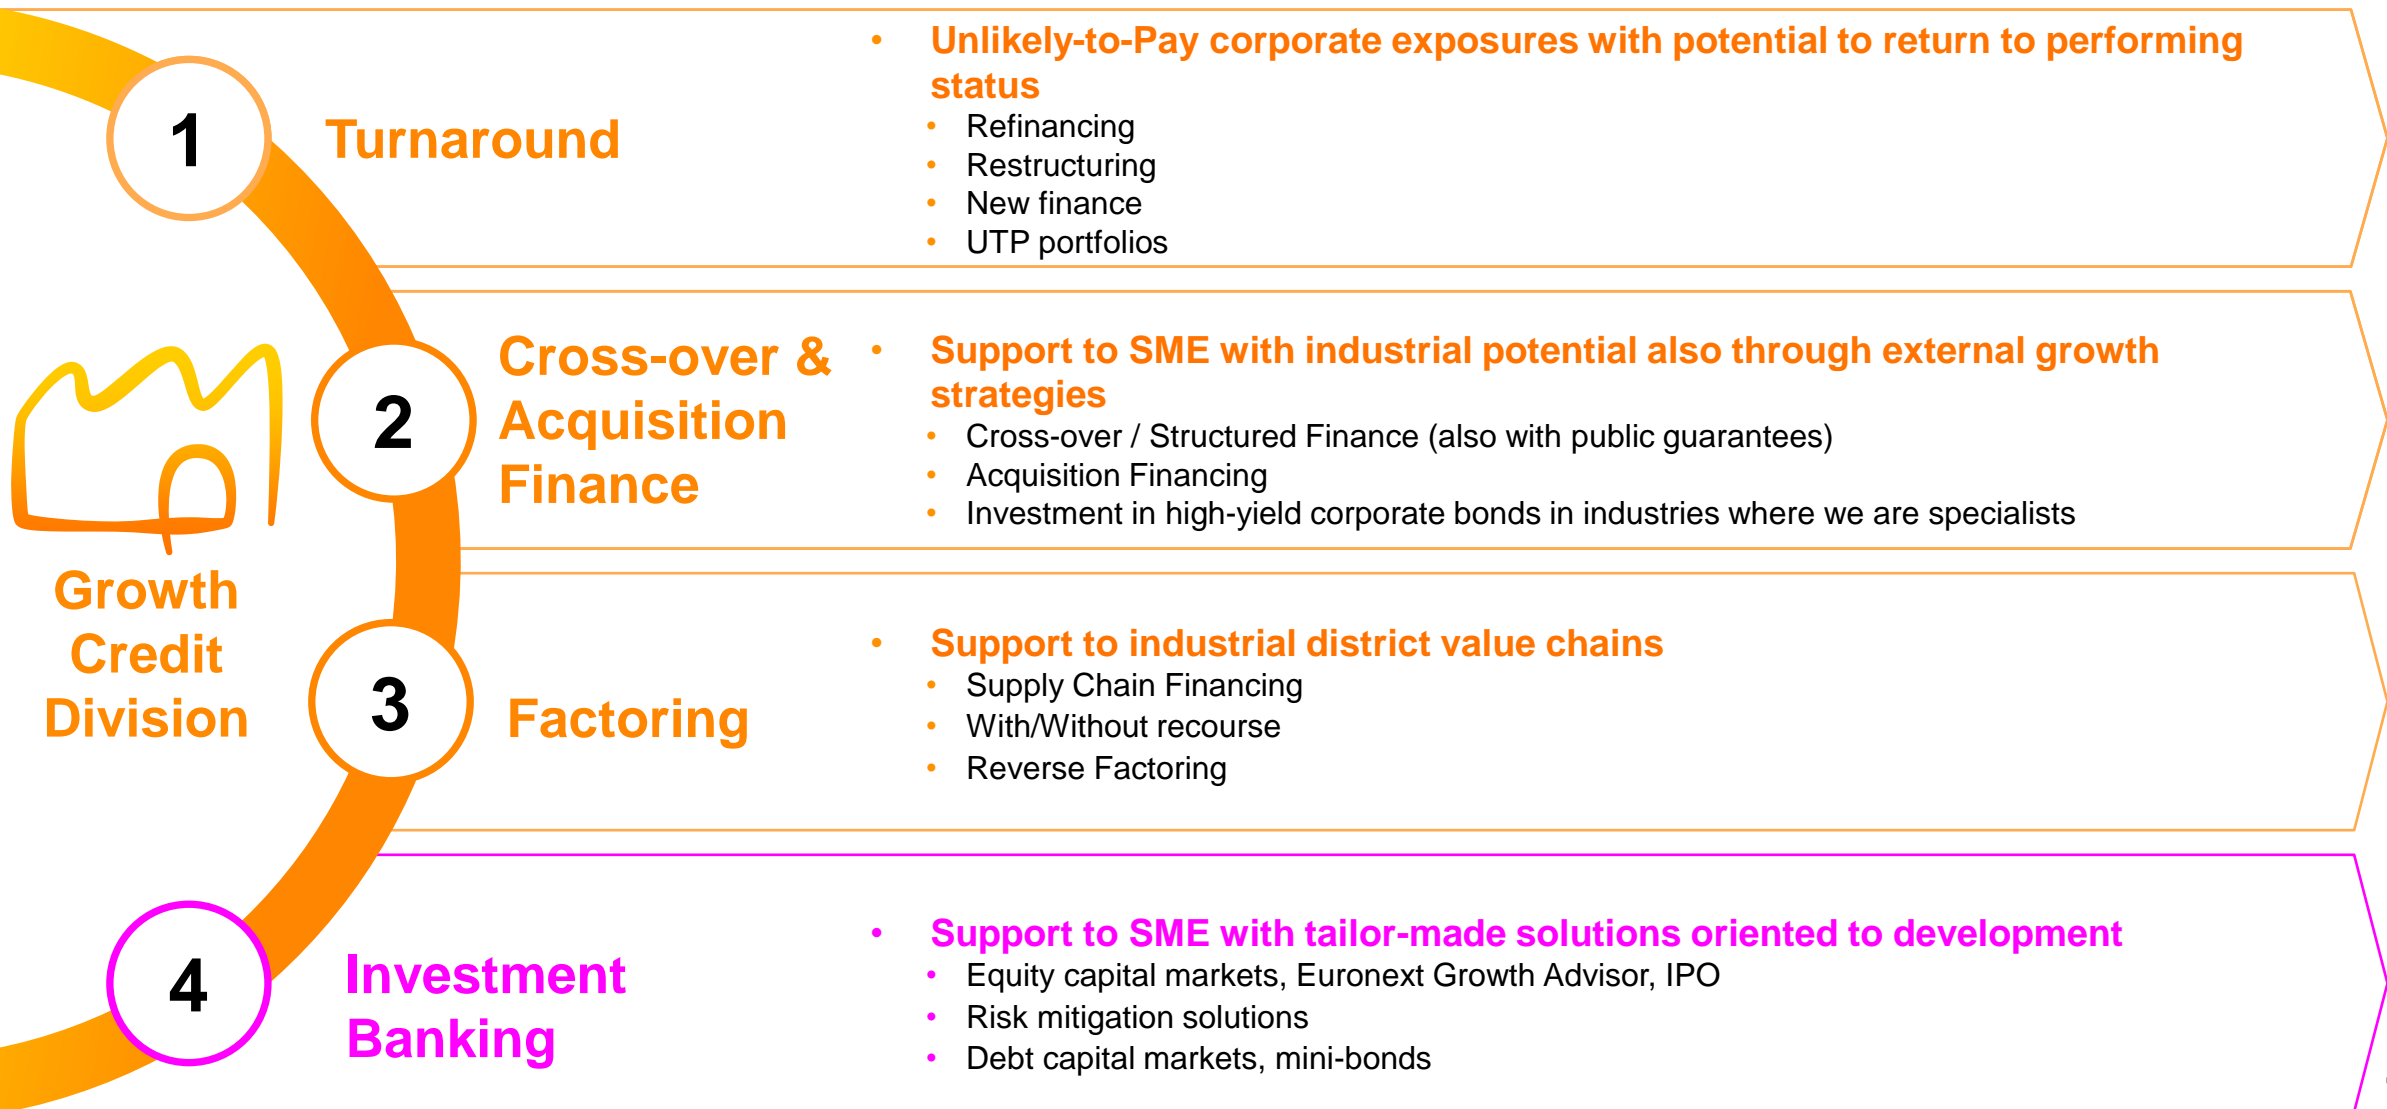 Growth
Credit
Division
1
Turnaround
• Unlikely-to-Pay corporate exposures with potential to return to performing
status
• Refinancing
• Restructuring
• New finance
• UTP portfolios
2
Cross-over &
Acquisition
Finance
• Support to SME with industrial potential also through external growth
strategies
• Cross-over / Structured Finance (also with public guarantees)
• Acquisition Financing
• Investment in high-yield corporate bonds in industries where we are specialists
3
Factoring
• Support to industrial district value chains
• Supply Chain Financing
• With/Without recourse
• Reverse Factoring
4
Investment
Banking
• Support to SME with tailor-made solutions oriented to development
• Equity capital markets, Euronext Growth Advisor, IPO
• Risk mitigation solutions
• Debt capital markets, mini-bonds